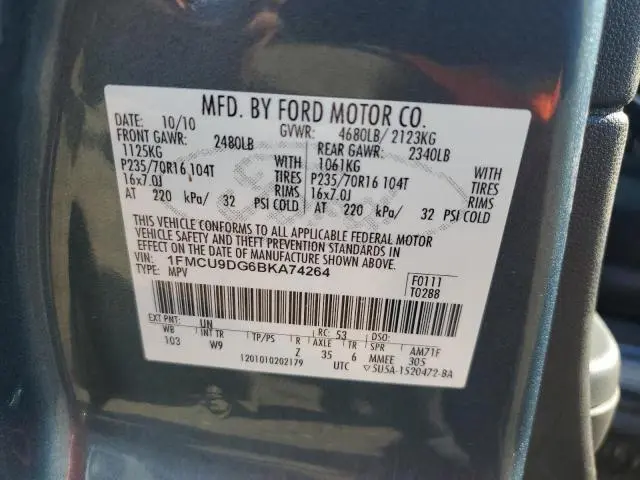 MFD. BY FORD MOTOR CO.
DATE: 10/10 GVWR: 4680LB/ 2123KG
FRONT GAWR: 2480LB REAR GAWR: 2340LB
1125KG WITH 1061KG WITH
P235/70R16 104T TIRES P235/70R16 104T TIRES
16x7.0J RIMS 16x7.0J RIMS
AT 220 kPa/ 32 PSI COLD AT 220 kPa/ 32 PSI COLD
THIS VEHICLE CONFORMS TO ALL APPLICABLE FEDERAL MOTOR
VEHICLE SAFETY AND THEFT PREVENTION STANDARDS IN
EFFECT ON THE DATE OF MANUFACTURE SHOWN ABOVE.
VIN: 1FMCU9DG6BKA74264
TYPE: MPV
F0111
T0288
EXT PNT: UN RC: 53 DSO:
WB INT TR TP/PS R AXLE TR SPR AM71F
103 W9 Z 35 6 MMEE 305
1201010202179 UTC 5U5A-1520472-BA